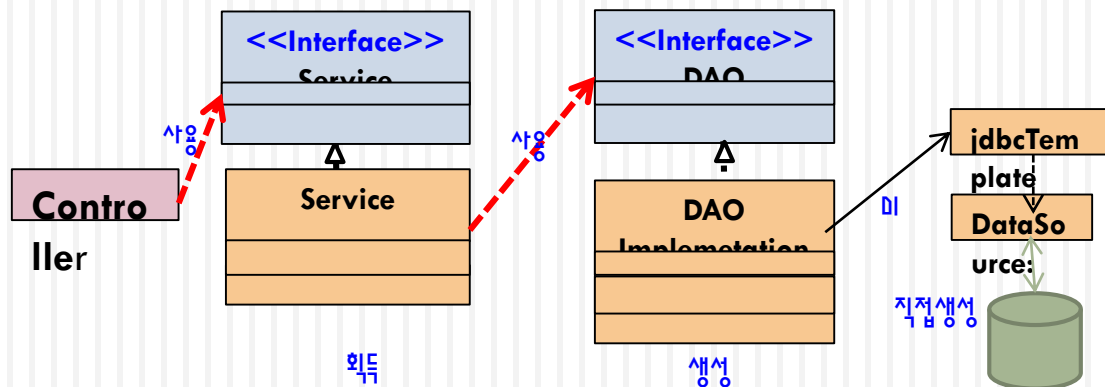 <<Interface>>
Service
<<Interface>>
DAO
사용
사용
Contro
ller
Service
DAO
Implemetation
jdbcTem
plate
미
DataSo
urce:
직접생성
획득
생성